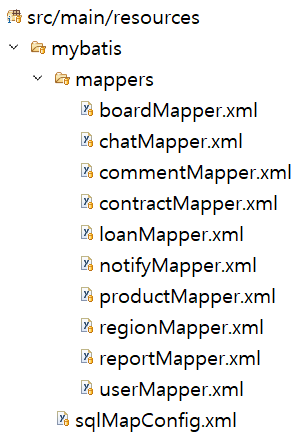 src/main/resources
mybatis
mappers
boardMapper.xml
chatMapper.xml
commentMapper.xml
contractMapper.xml
loanMapper.xml
notifyMapper.xml
productMapper.xml
regionMapper.xml
reportMapper.xml
userMapper.xml
sqlMapConfig.xml